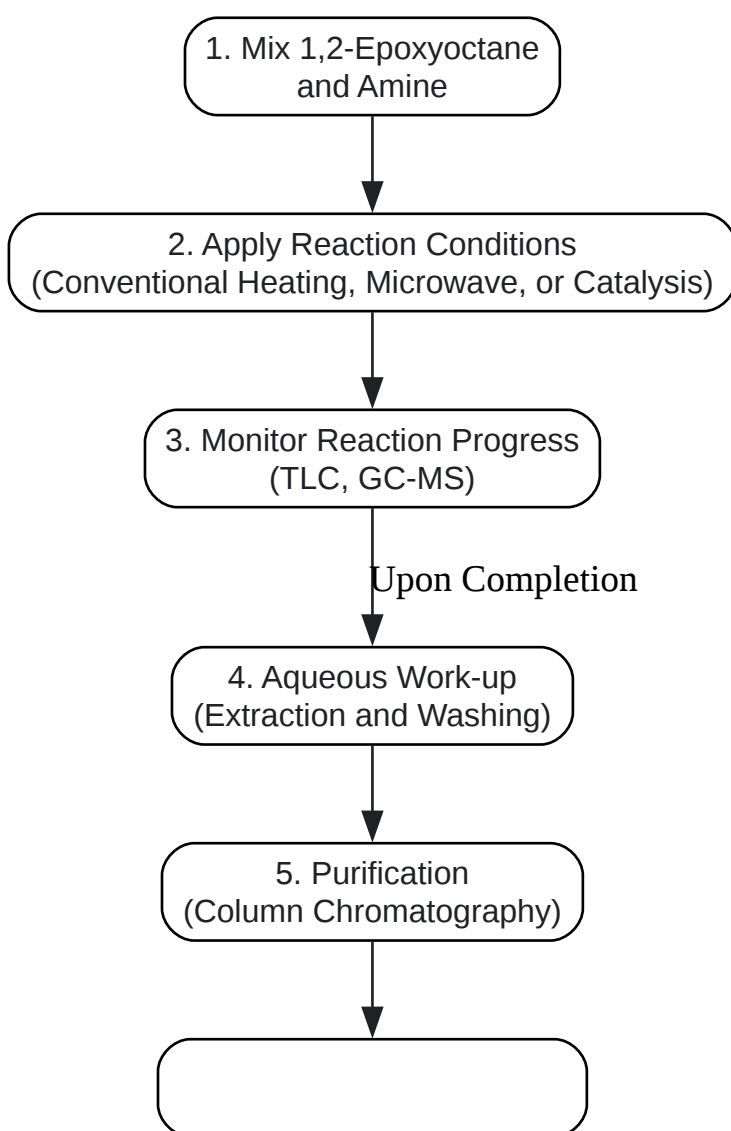 1. Mix 1,2-Epoxyoctane
and Amine
2. Apply Reaction Conditions
(Conventional Heating, Microwave, or Catalysis)
3. Monitor Reaction Progress
(TLC, GC-MS)
Upon Completion
4. Aqueous Work-up
(Extraction and Washing)
5. Purification
(Column Chromatography)